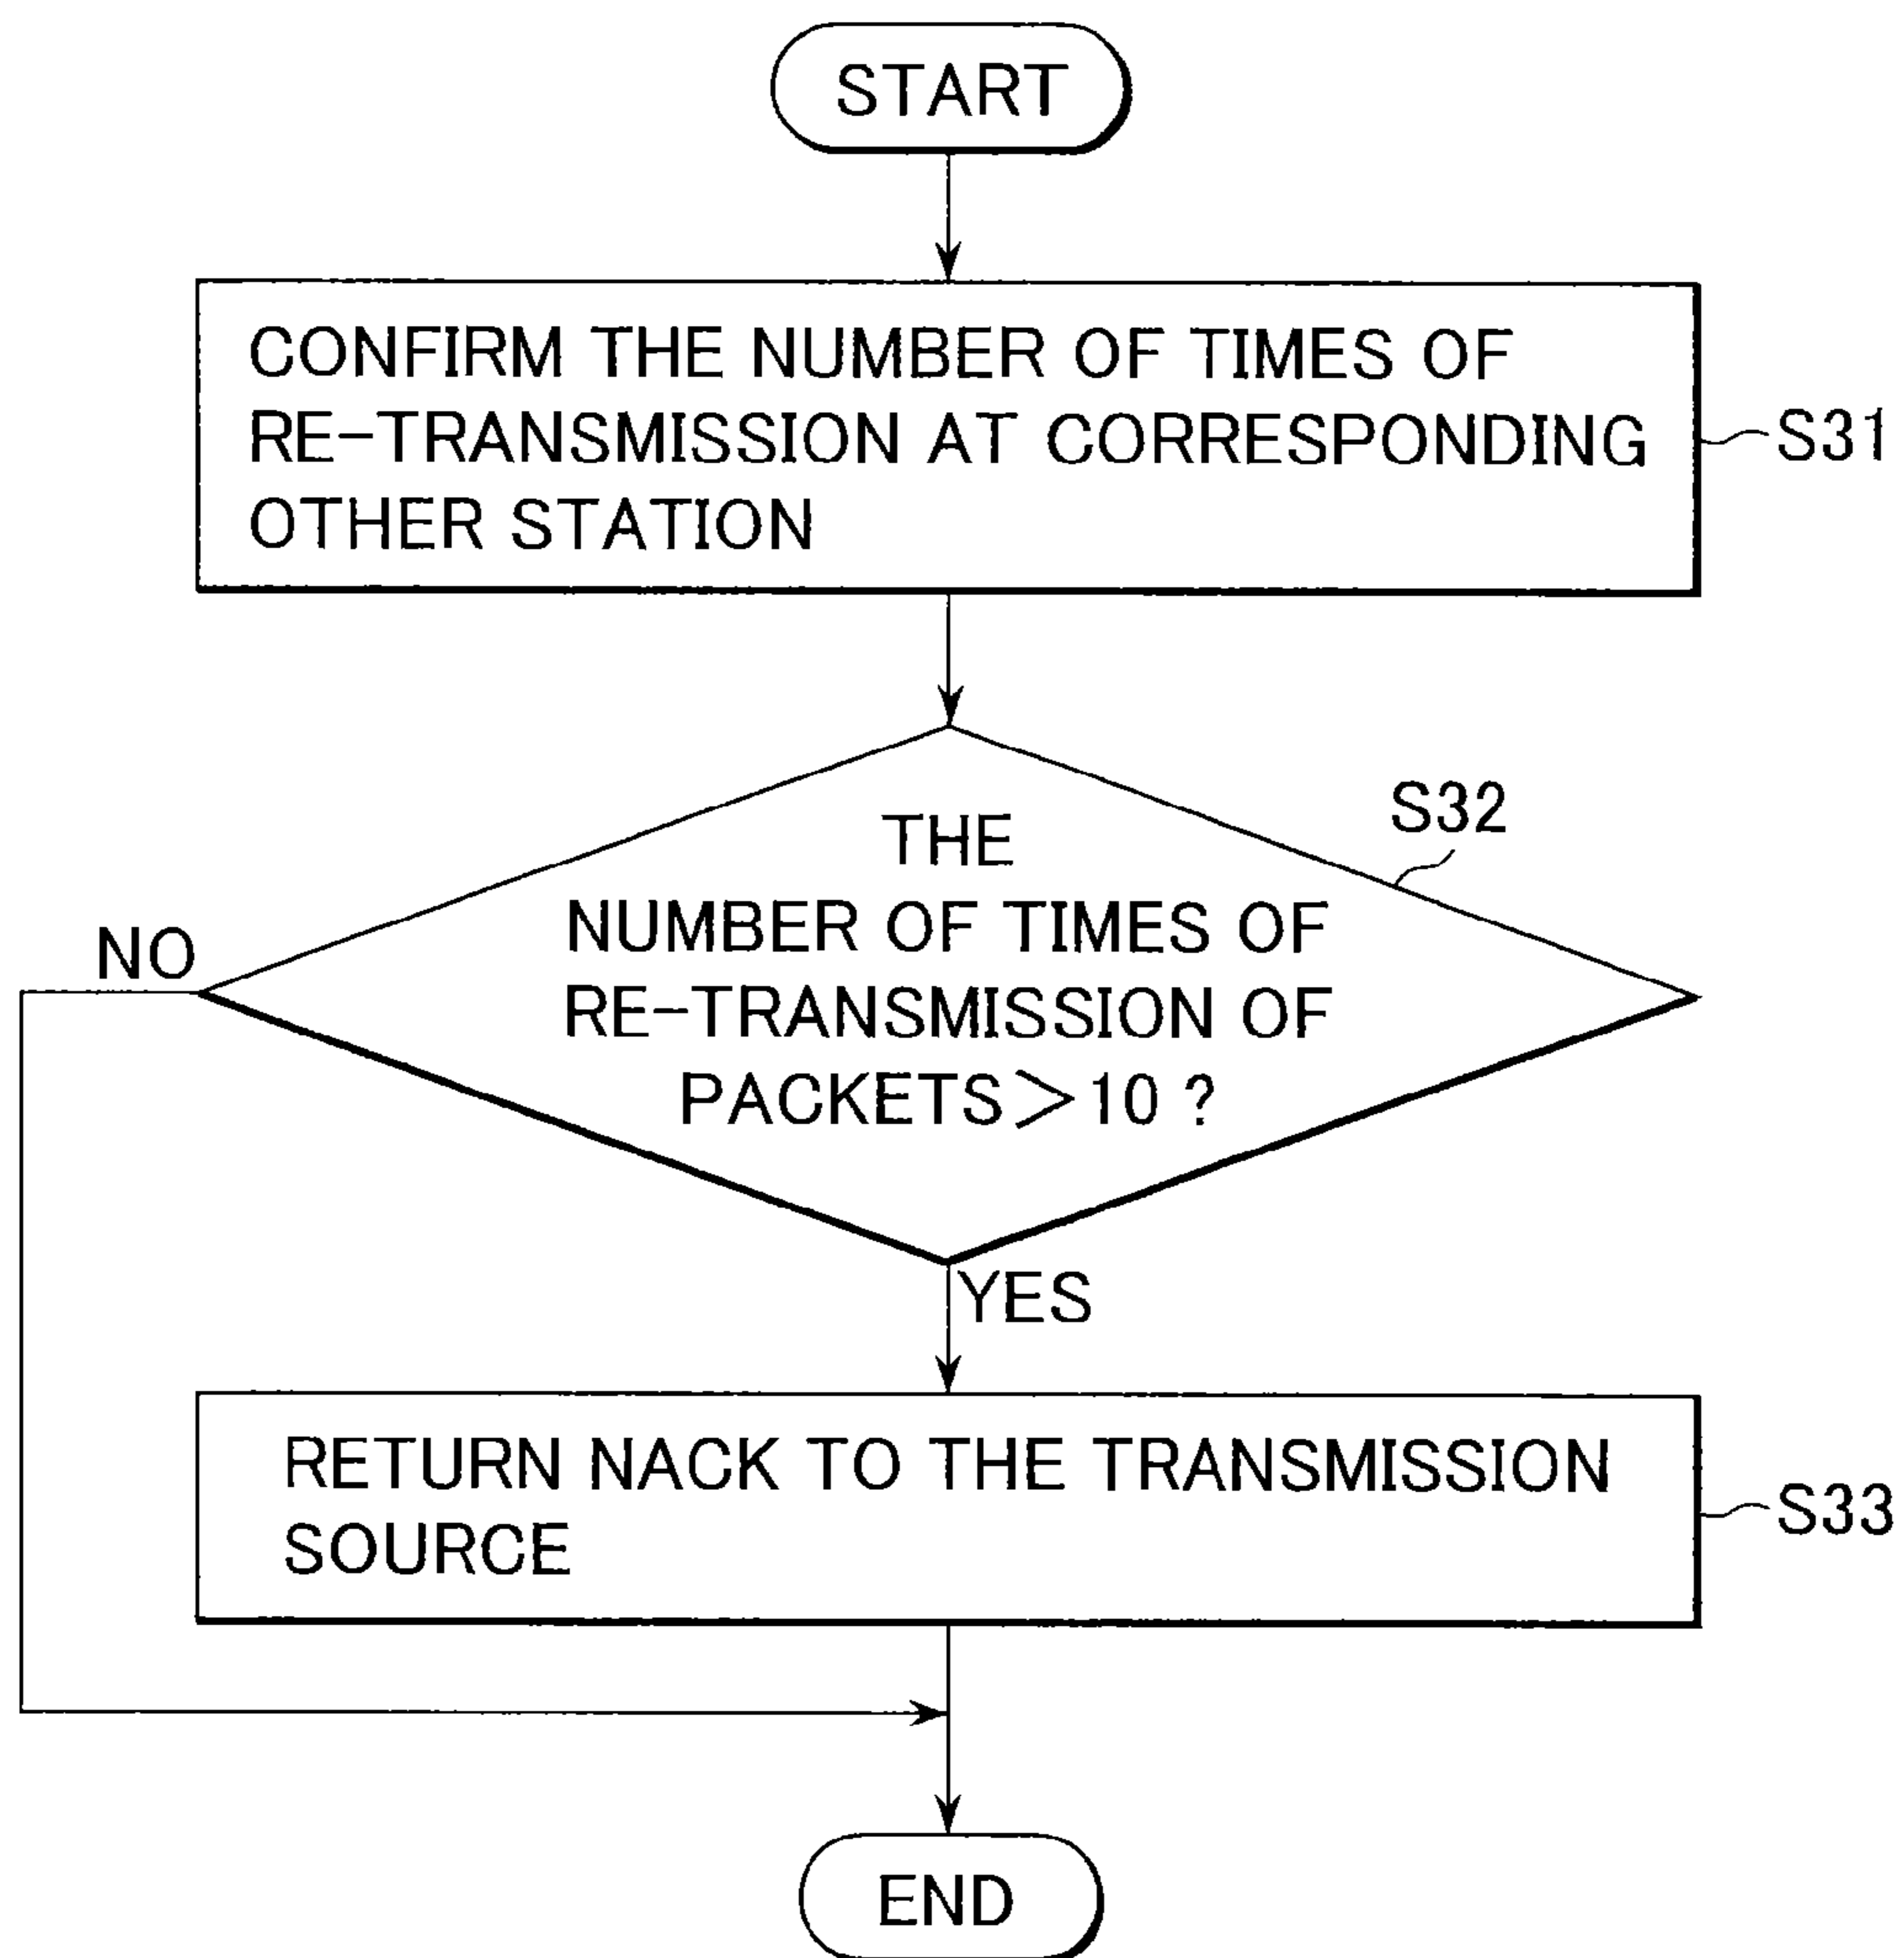 START
CONFIRM THE NUMBER OF TIMES OF
RE-TRANSMISSION AT CORRESPONDING
OTHER STATION
S31
S32
THE
NUMBER OF TIMES OF
RE-TRANSMISSION OF
PACKETS>10 ?
NO
YES
RETURN NACK TO THE TRANSMISSION
SOURCE
S33
END